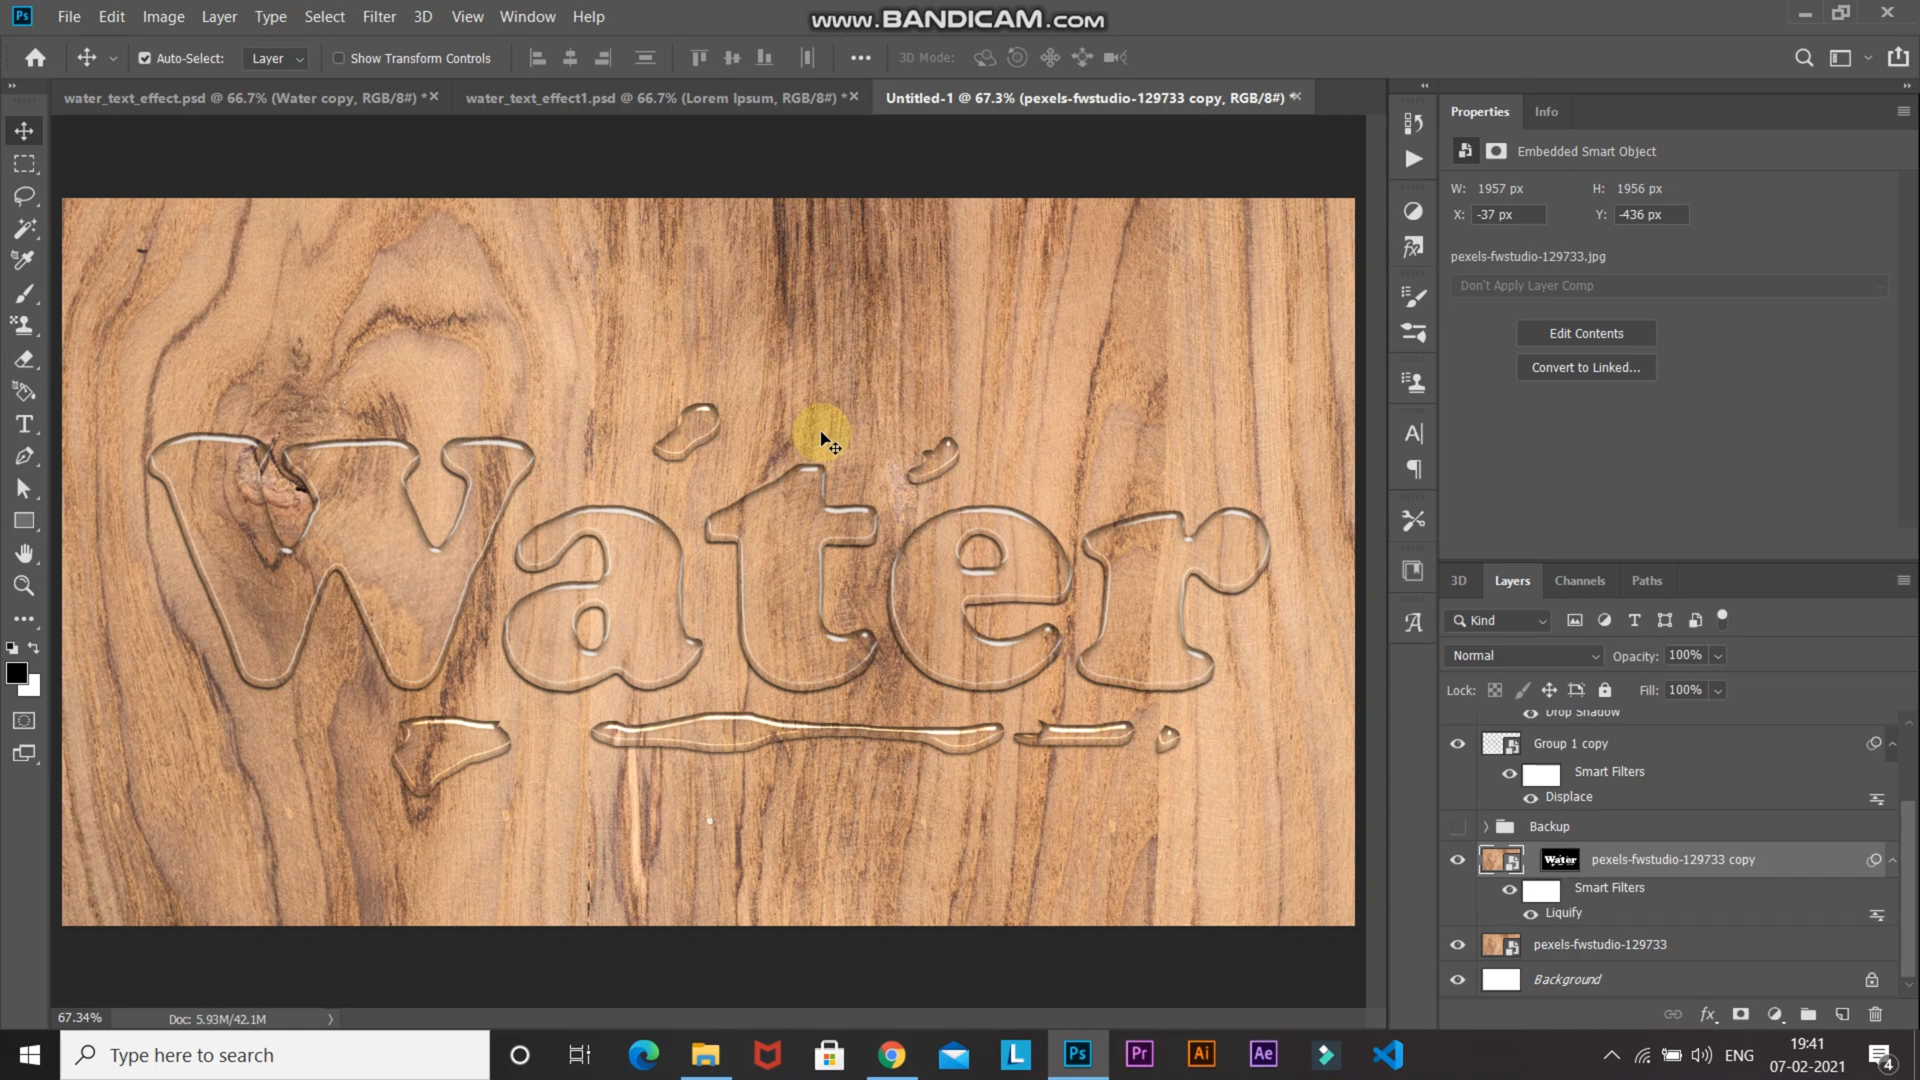 www.BANDICAM.com
Ps File Edit Image Layer Type Select Filter 3D View Window Help
Auto-Select: Layer Show Transform Controls 3D Mode:
water_text_effect.psd @ 66.7% (Water copy, RGB/8#) * water_text_effect1.psd @ 66.7% (Lorem Ipsum, RGB/8#) * Untitled-1 @ 67.3% (pexels-fwstudio-129733 copy, RGB/8#) *
Properties Info
Embedded Smart Object
W: 1957 px H: 1956 px
X: -37 px Y: -436 px
pexels-fwstudio-129733.jpg
Don't Apply Layer Comp
Edit Contents
Convert to Linked...
Water
3D Layers Channels Paths
Kind
Normal Opacity: 100%
Lock: Fill: 100%
Drop Shadow
Group 1 copy
Smart Filters
Displace
Backup
Water pexels-fwstudio-129733 copy
Smart Filters
Liquify
pexels-fwstudio-129733
Background
67.34% Doc: 5.93M/42.1M
Type here to search
L Ps Pr Ai Ae
ENG
19:41
07-02-2021
4